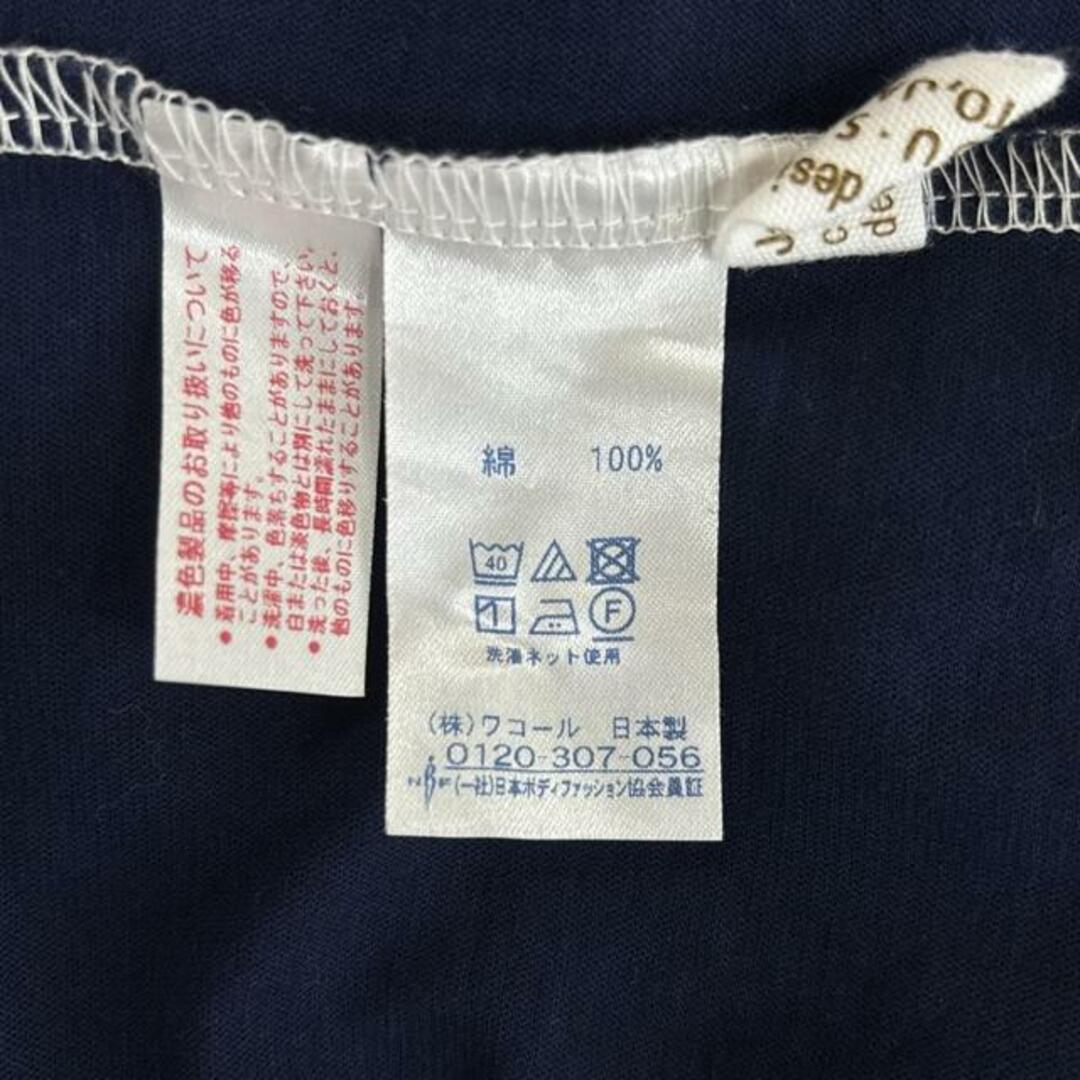 濃色製品のお取り扱いについて
●着用中、摩擦等により他のものに色が移る
ことがあります。
●洗濯中、色落ちすることがありますので、
白または淡色物とは別にして洗って下さい。
●洗った後、長時間濡れたままにしておくと、
他のものに色移りすることがあります。
綿 100%
40
1
F
洗濯ネット使用
(株)ワコール 日本製
0120-307-056
NBF(一社)日本ボディファッション協会員証
TO,
desi